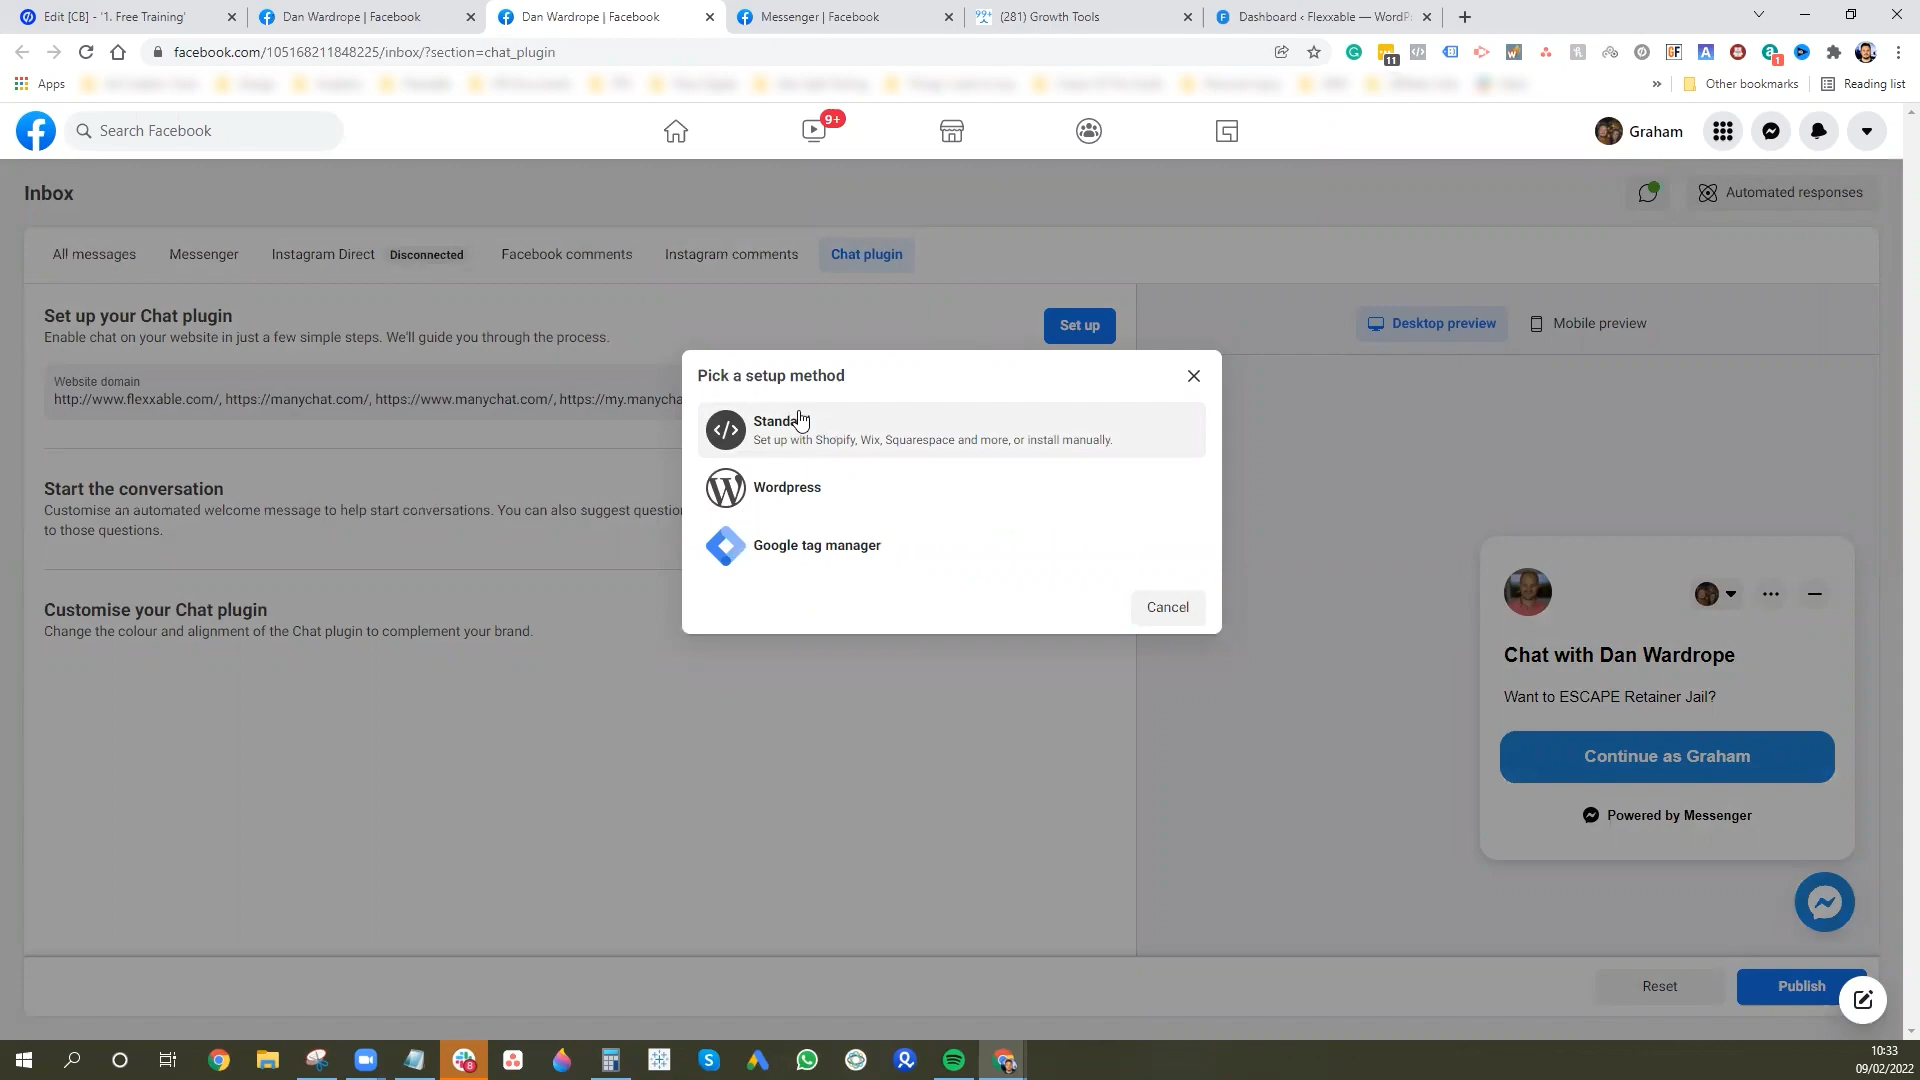 Edit [CB] - '1. Free Training'
Dan Wardrope | Facebook
Dan Wardrope | Facebook
Messenger | Facebook
99+
(281) Growth Tools
Dashboard ‹ Flexxable — WordP
facebook.com/105168211848225/inbox/?section=chat_plugin
11
GF
1
Apps
»
Other bookmarks
Reading list
Search Facebook
9+
Graham
Inbox
Automated responses
All messages
Messenger
Instagram Direct
Disconnected
Facebook comments
Instagram comments
Chat plugin
Set up your Chat plugin
Enable chat on your website in just a few simple steps. We'll guide you through the process.
Set up
Desktop preview
Mobile preview
Website domain
http://www.flexxable.com/, https://manychat.com/, https://www.manychat.com/, https://my.manycha
Pick a setup method
Standa
Set up with Shopify, Wix, Squarespace and more, or install manually.
Wordpress
Google tag manager
Cancel
Start the conversation
Customise an automated welcome message to help start conversations. You can also suggest questio
to those questions.
Customise your Chat plugin
Change the colour and alignment of the Chat plugin to complement your brand.
Chat with Dan Wardrope
Want to ESCAPE Retainer Jail?
Continue as Graham
Powered by Messenger
Reset
Publish
8
10:33
09/02/2022